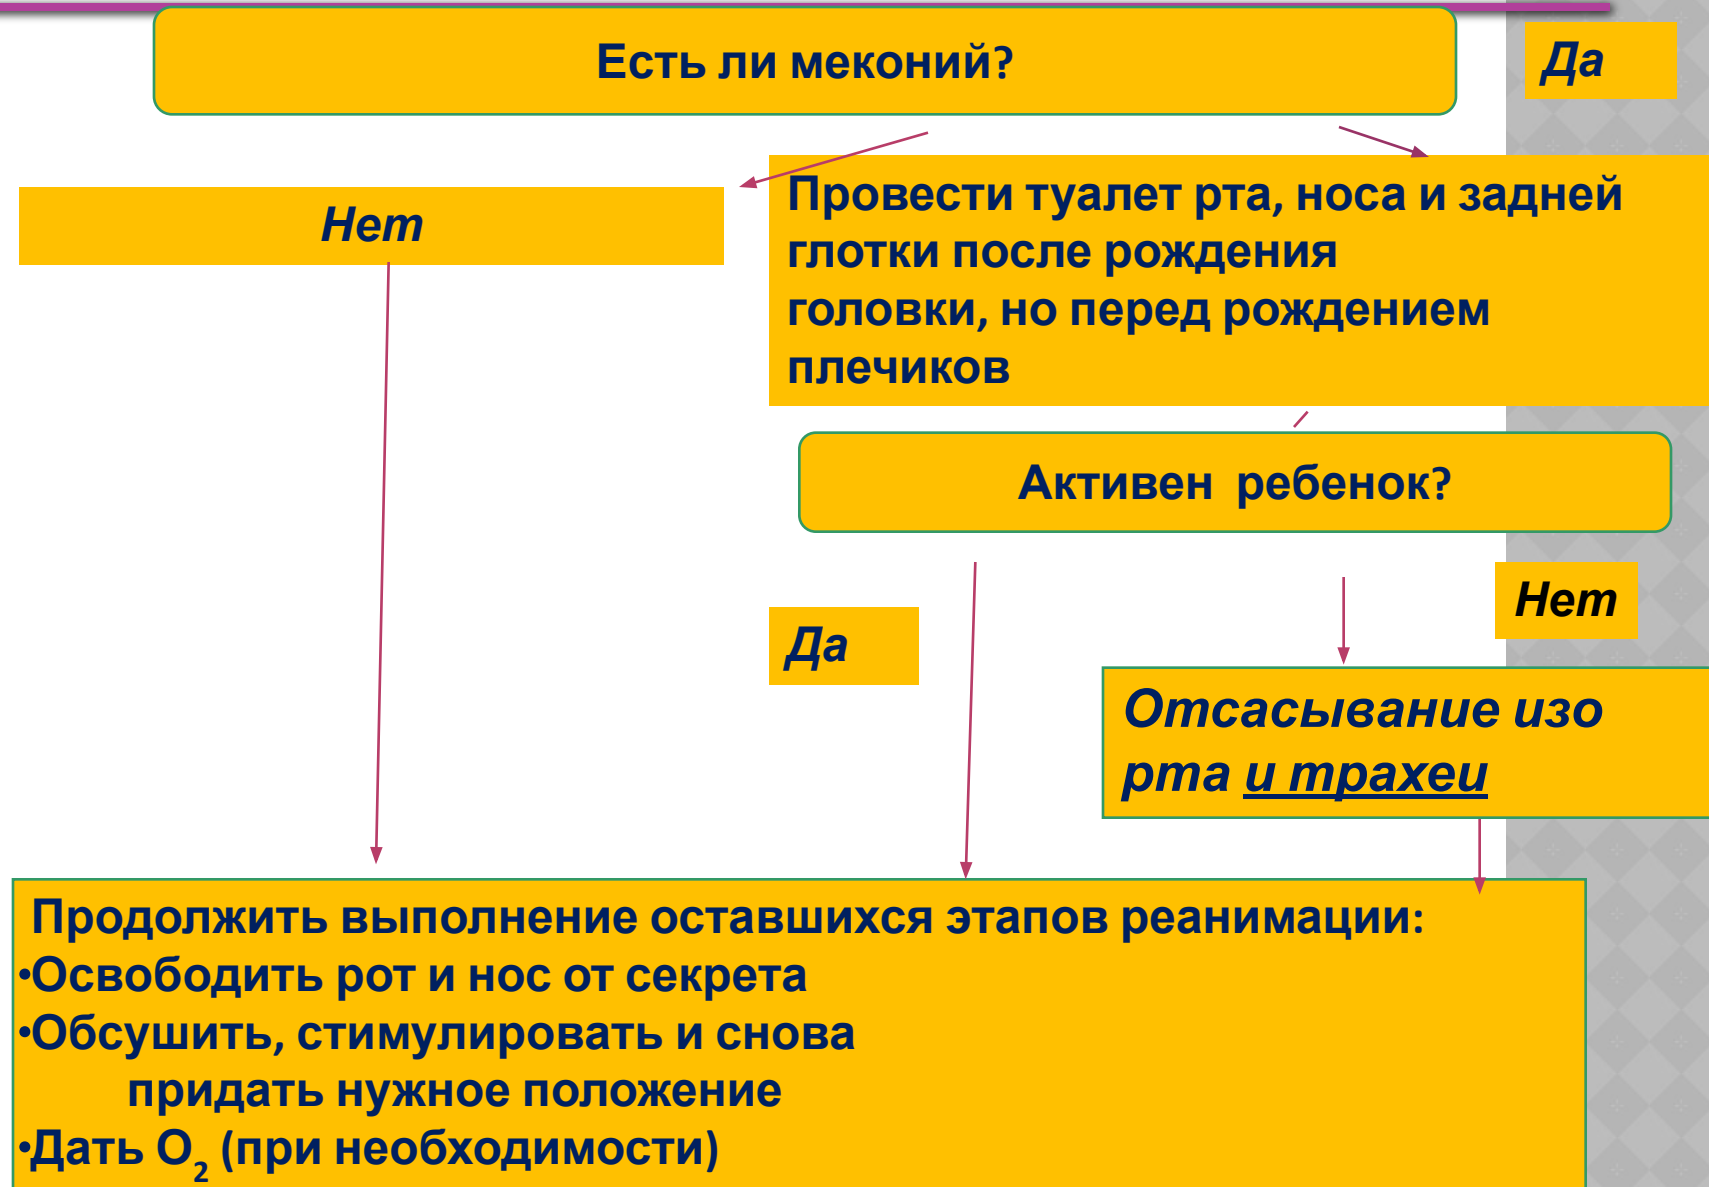 Есть ли меконий?
Да
Нет
Провести туалет рта, носа и задней
глотки после рождения
головки, но перед рождением
плечиков
Активен ребенок?
Да
Нет
Отсасывание изо
рта и трахеи
Продолжить выполнение оставшихся этапов реанимации:
•Освободить рот и нос от секрета
•Обсушить, стимулировать и снова
придать нужное положение
•Дать О₂ (при необходимости)